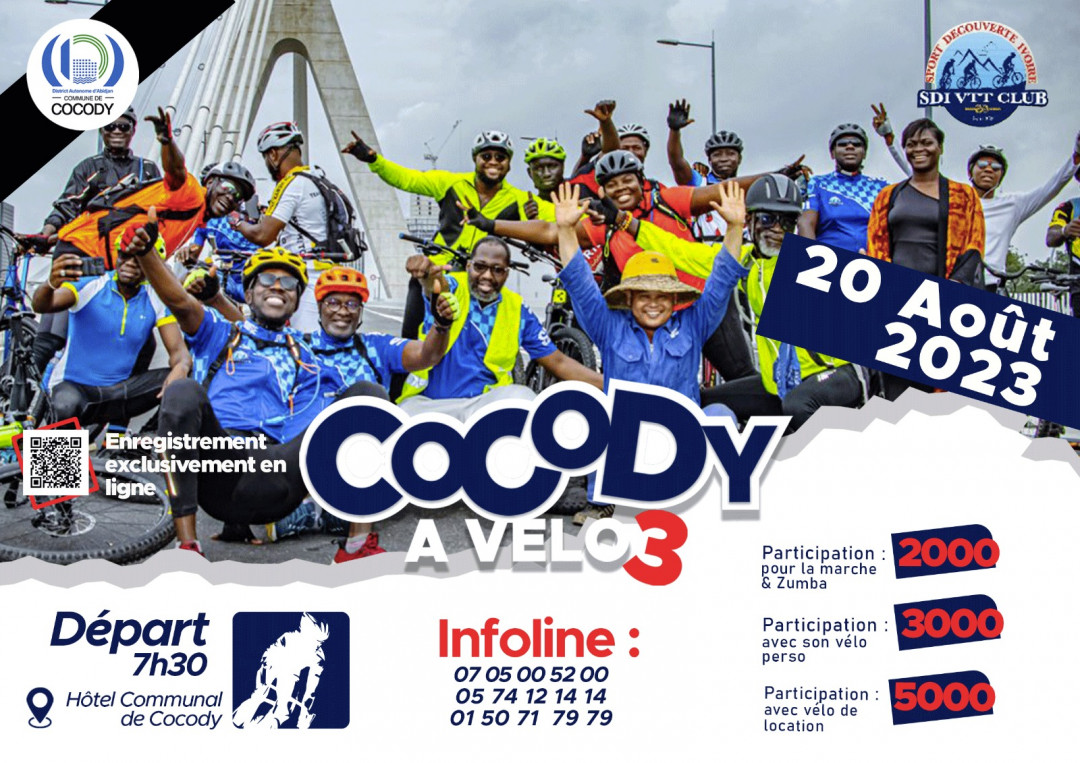 District Autonome d'Abidjan
COMMUNE DE
COCODY
SPORT DECOUVERTE IVOIRE
SDI VTT CLUB
20 Août
2023
Enregistrement
exclusivement en
ligne
COCODY
A VÉLO 3
Départ
7h30
Hôtel Communal
de Cocody
Infoline :
07 05 00 52 00
05 74 12 14 14
01 50 71 79 79
Participation : 2000
pour la marche
& Zumba
Participation : 3000
avec son vélo
perso
Participation : 5000
avec vélo de
location